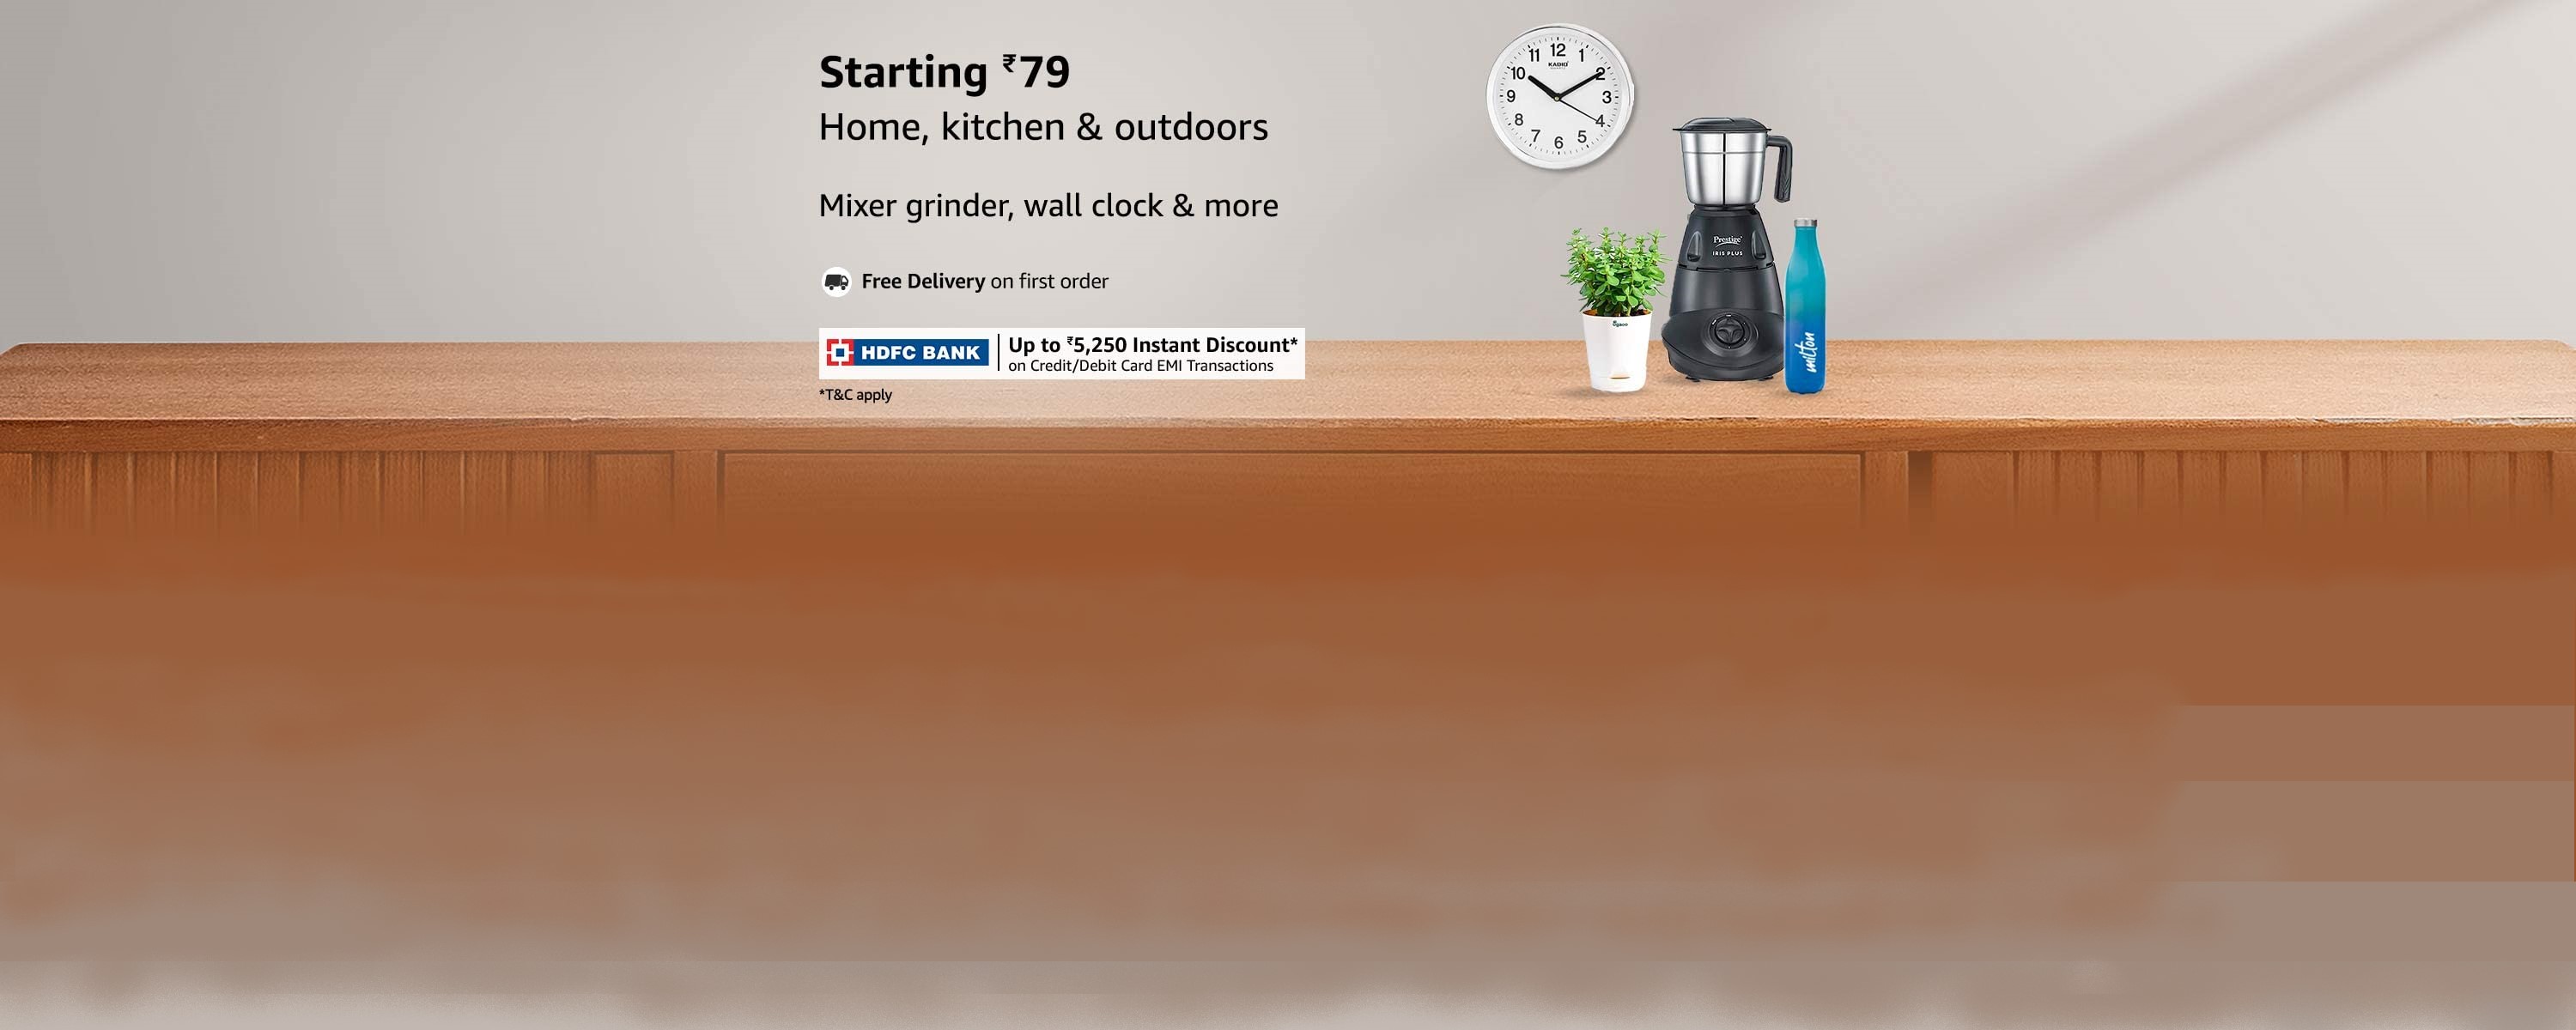 Starting ₹79
Home, kitchen & outdoors
Mixer grinder, wall clock & more
Free Delivery on first order
HDFC BANK
Up to ₹5,250 Instant Discount*
on Credit/Debit Card EMI Transactions
*T&C apply
11 12 1
10 2
9 3
8 4
7 6 5
KADIO
Prestige
IRIS PLUS
Ugaoo
milton